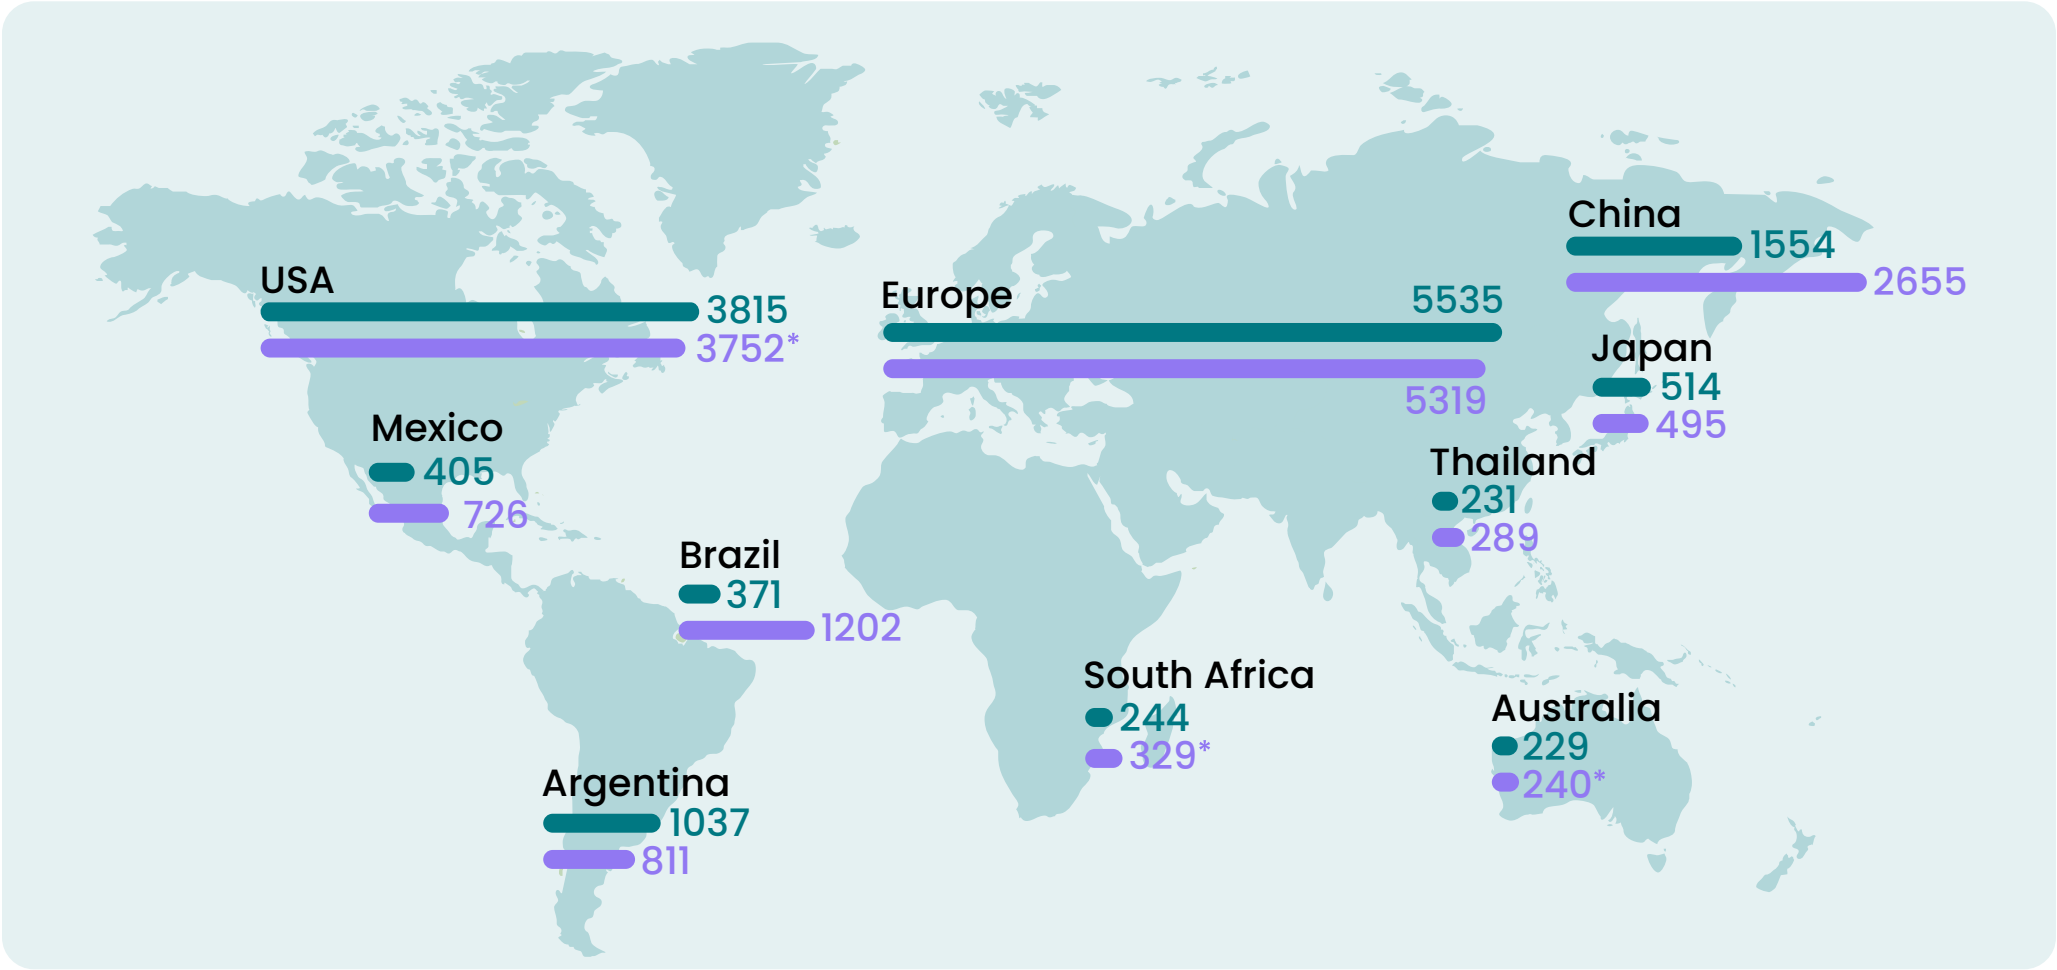 USA
3815
3752*
Mexico
405
726
Brazil
371
1202
Argentina
1037
811
Europe
5535
5319
South Africa
244
329*
China
1554
2655
Japan
514
495
Thailand
231
289
Australia
229
240*